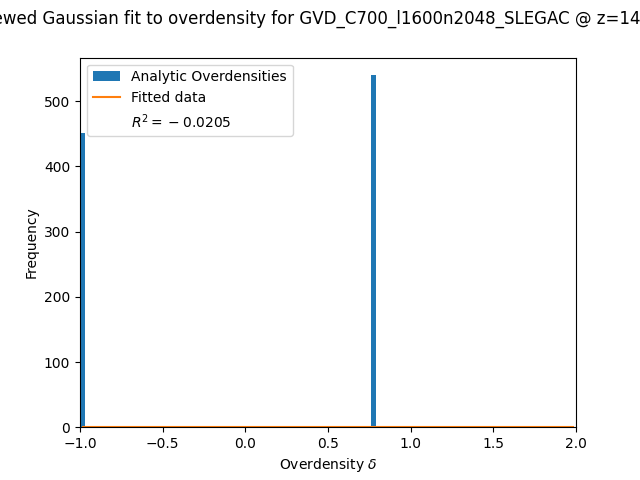 ewed Gaussian fit to overdensity for GVD_C700_l1600n2048_SLEGAC @ z=14
Analytic Overdensities
Fitted data
R² = −0.0205
Frequency
500
400
300
200
100
0
−1.0 −0.5 0.0 0.5 1.0 1.5 2.0
Overdensity δ